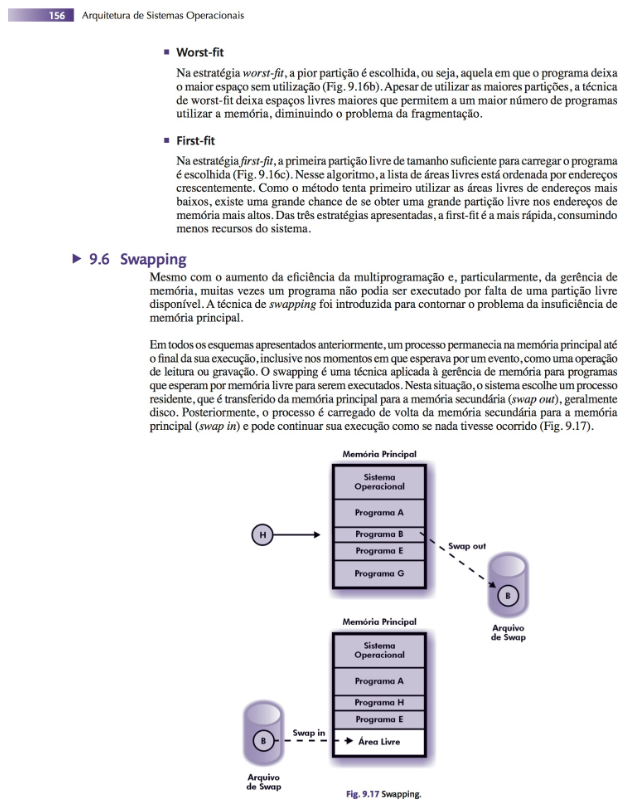 156 Arquitetura de Sistemas Operacionais
■ Worst-fit
Na estratégia worst-fit, a pior partição é escolhida, ou seja, aquela em que o programa deixa
o maior espaço sem utilização (Fig. 9.16b). Apesar de utilizar as maiores partições, a técnica
de worst-fit deixa espaços livres maiores que permitem a um maior número de programas
utilizar a memória, diminuindo o problema da fragmentação.
■ First-fit
Na estratégia first-fit, a primeira partição livre de tamanho suficiente para carregar o programa
é escolhida (Fig. 9.16c). Nesse algoritmo, a lista de áreas livres está ordenada por endereços
crescentemente. Como o método tenta primeiro utilizar as áreas livres de endereços mais
baixos, existe uma grande chance de se obter uma grande partição livre nos endereços de
memória mais altos. Das três estratégias apresentadas, a first-fit é a mais rápida, consumindo
menos recursos do sistema.
▶ 9.6 Swapping
Mesmo com o aumento da eficiência da multiprogramação e, particularmente, da gerência de
memória, muitas vezes um programa não podia ser executado por falta de uma partição livre
disponível. A técnica de swapping foi introduzida para contornar o problema da insuficiência de
memória principal.
Em todos os esquemas apresentados anteriormente, um processo permanecia na memória principal até
o final da sua execução, inclusive nos momentos em que esperava por um evento, como uma operação
de leitura ou gravação. O swapping é uma técnica aplicada à gerência de memória para programas
que esperam por memória livre para serem executados. Nesta situação, o sistema escolhe um processo
residente, que é transferido da memória principal para a memória secundária (swap out), geralmente
disco. Posteriormente, o processo é carregado de volta da memória secundária para a memória
principal (swap in) e pode continuar sua execução como se nada tivesse ocorrido (Fig. 9.17).
Memória Principal
Sistema
Operacional
Programa A
H
Programa B
Programa E
Programa G
Swap out
B
Arquivo
de Swap
Memória Principal
Sistema
Operacional
Programa A
Programa H
Programa E
Área Livre
Swap in
B
Arquivo
de Swap
Fig. 9.17 Swapping.